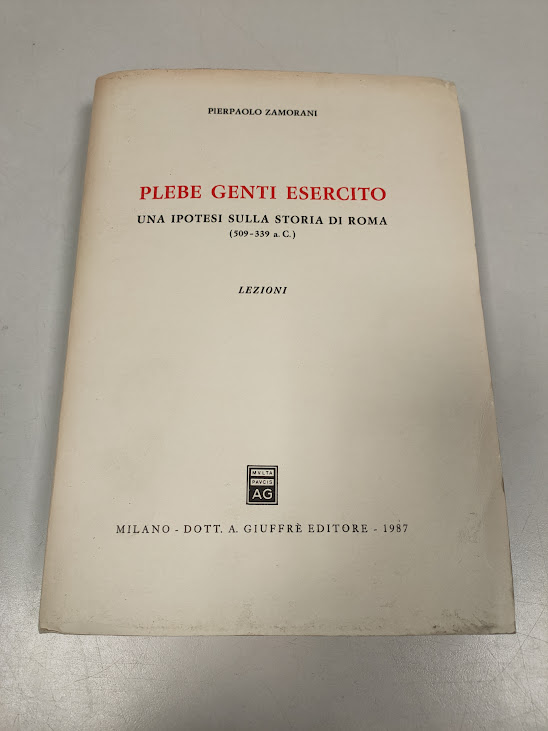 PIERPAOLO ZAMORANI
PLEBE GENTI ESERCITO
UNA IPOTESI SULLA STORIA DI ROMA
(509-339 a. C.)
LEZIONI
MVLTA
PAVCIS
AG
MILANO - DOTT. A. GIUFFRÈ EDITORE - 1987